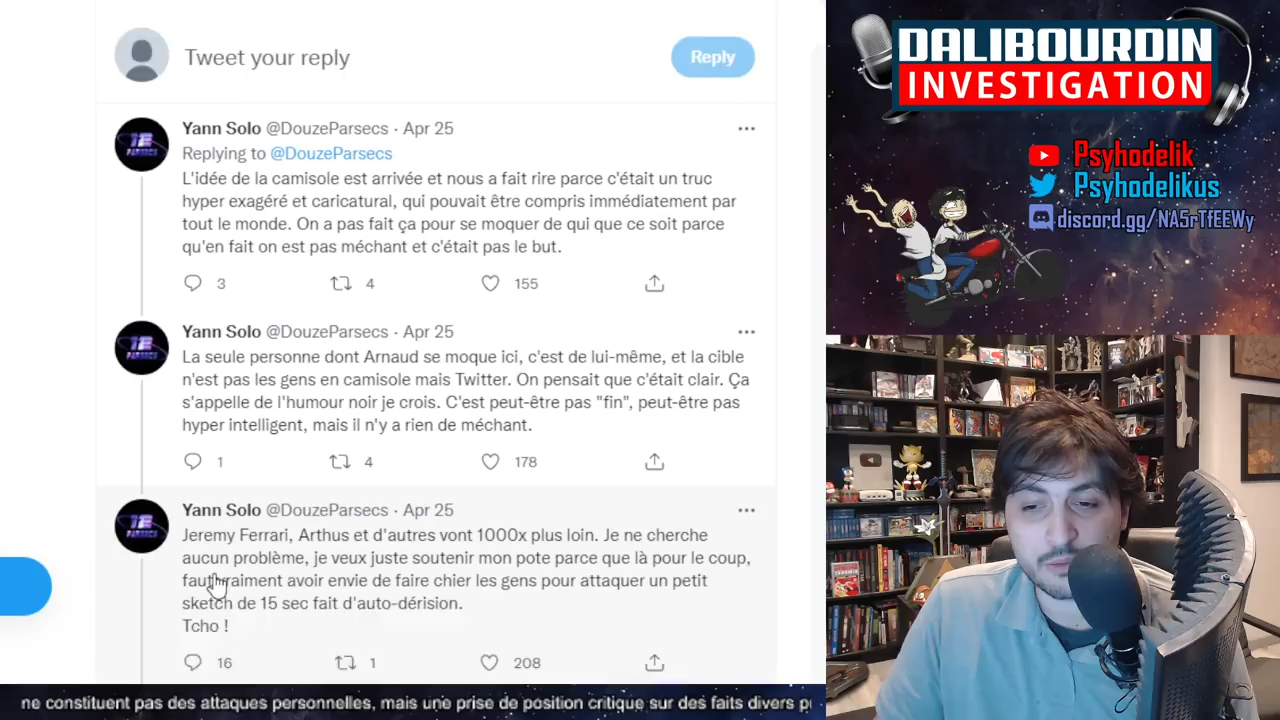 Tweet your reply
Reply
Yann Solo @DouzeParsecs · Apr 25
Replying to @DouzeParsecs
L'idée de la camisole est arrivée et nous a fait rire parce c'était un truc
hyper exagéré et caricatural, qui pouvait être compris immédiatement par
tout le monde. On a pas fait ça pour se moquer de qui que ce soit parce
qu'en fait on est pas méchant et c'était pas le but.
3 4 155
Yann Solo @DouzeParsecs · Apr 25
La seule personne dont Arnaud se moque ici, c'est de lui-même, et la cible
n'est pas les gens en camisole mais Twitter. On pensait que c'était clair. Ça
s'appelle de l'humour noir je crois. C'est peut-être pas "fin", peut-être pas
hyper intelligent, mais il n'y a rien de méchant.
1 4 178
Yann Solo @DouzeParsecs · Apr 25
Jeremy Ferrari, Arthus et d'autres vont 1000x plus loin. Je ne cherche
aucun problème, je veux juste soutenir mon pote parce que là pour le coup,
faut vraiment avoir envie de faire chier les gens pour attaquer un petit
sketch de 15 sec fait d'auto-dérision.
Tcho !
16 1 208
ne constituent pas des attaques personnelles, mais une prise de position critique sur des faits divers
DALIBOURDIN
INVESTIGATION
Psyhodelik
Psyhodelikus
discord.gg/NA5rTfEEWy